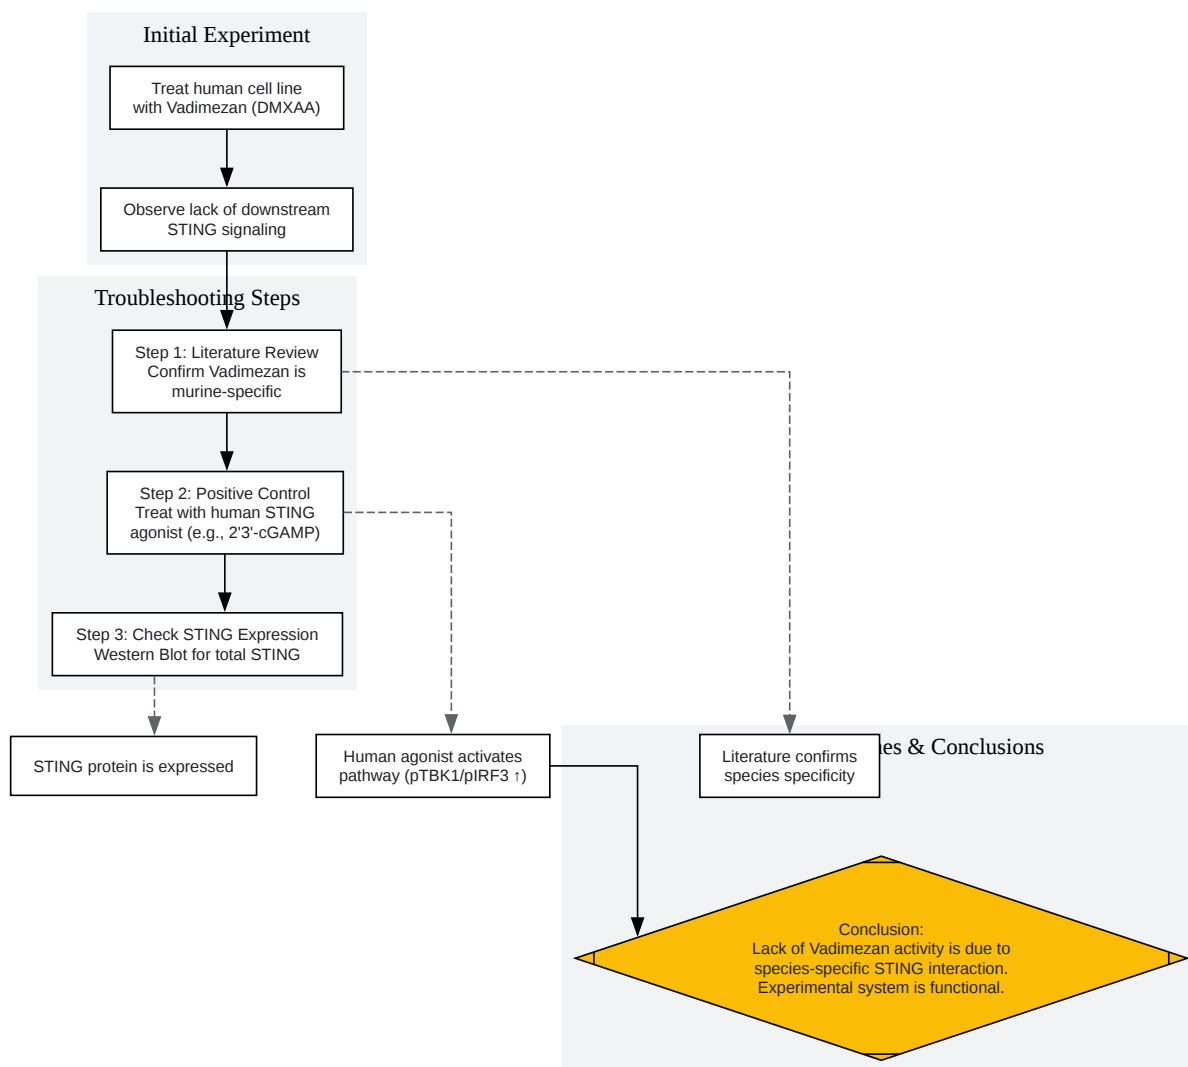 Initial Experiment
Treat human cell line
with Vadimezan (DMXAA)
Observe lack of downstream
STING signaling
Troubleshooting Steps
Step 1: Literature Review
Confirm Vadimezan is
murine-specific
Step 2: Positive Control
Treat with human STING
agonist (e.g., 2'3'-cGAMP)
Step 3: Check STING Expression
Western Blot for total STING
STING protein is expressed
Human agonist activates
pathway (pTBK1/pIRF3 ↑)
Literature confirms
species specificity
& Conclusions
Conclusion:
Lack of Vadimezan activity is due to
species-specific STING interaction.
Experimental system is functional.